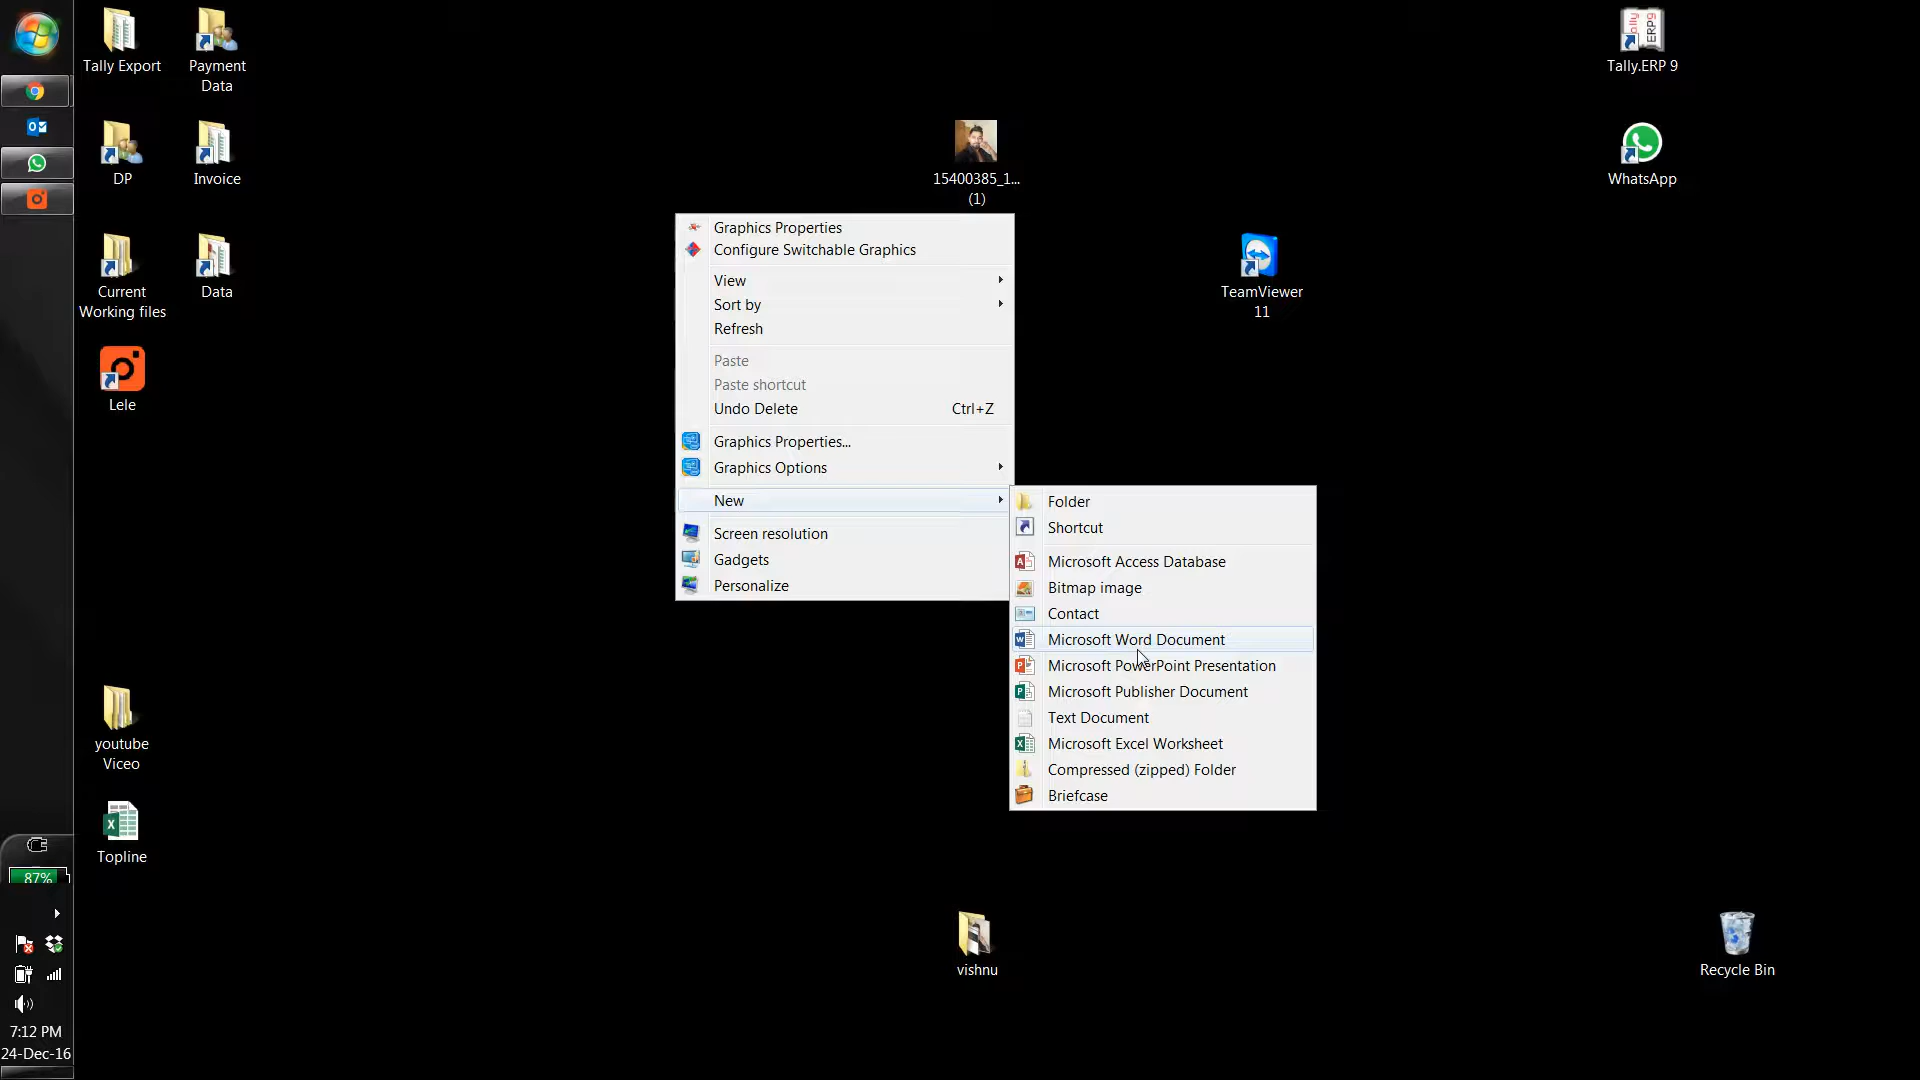 Tally Export
Payment
Data
DP
Invoice
Current
Working files
Data
Lele
youtube
Viceo
Topline
87%
7:12 PM
24-Dec-16
15400385_1...
(1)
Graphics Properties
Configure Switchable Graphics
View
Sort by
Refresh
Paste
Paste shortcut
Undo Delete Ctrl+Z
Graphics Properties...
Graphics Options
New
Screen resolution
Gadgets
Personalize
Folder
Shortcut
Microsoft Access Database
Bitmap image
Contact
Microsoft Word Document
Microsoft PowerPoint Presentation
Microsoft Publisher Document
Text Document
Microsoft Excel Worksheet
Compressed (zipped) Folder
Briefcase
TeamViewer
11
Tally
ERP9
Tally.ERP 9
WhatsApp
vishnu
Recycle Bin